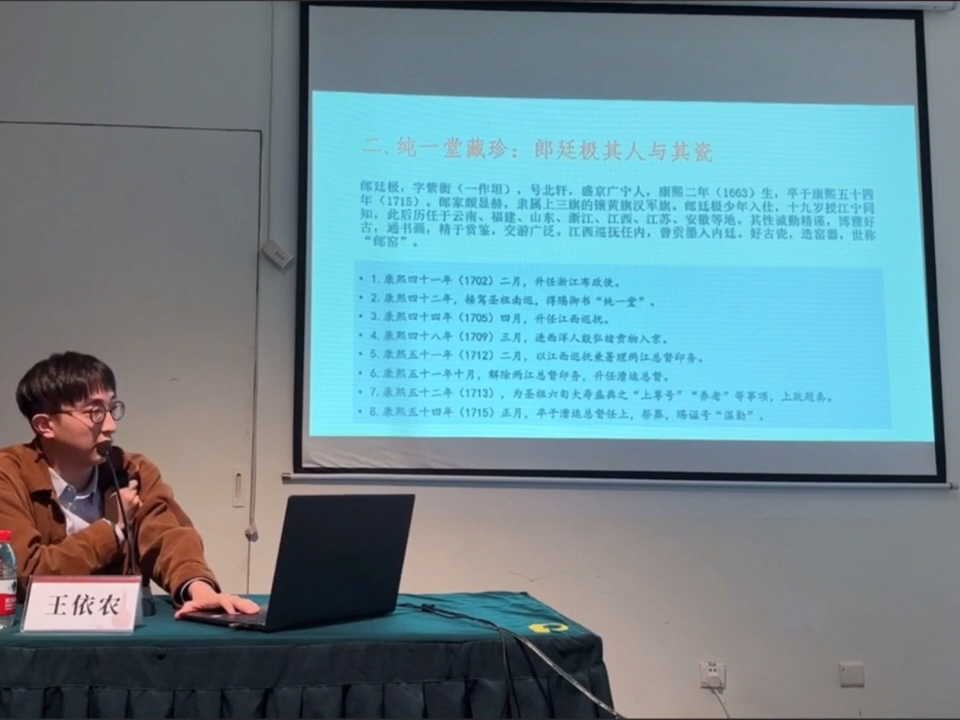 二.纯一堂藏珍：郎廷极其人与其瓷
郎廷极，字紫衡（一作垣），号北轩，盛京广宁人，康熙二年（1663）生，卒于康熙五十四
年（1715）。郎家颇显赫，隶属上三旗的镶黄旗汉军旗。郎廷极少年入仕，十九岁授江宁同
知，此后历任于云南、福建、山东、浙江、江西、江苏、安徽等地，其性诚勤精谨，博雅好
古，通书画，精于赏鉴，交游广泛。江西巡抚任内，曾贡墨入内廷、好古瓷，造窑器，世称
“郎窑”。
• 1.康熙四十一年（1702）二月，升任浙江布政使。
• 2.康熙四十二年，接驾圣祖南巡，得赐御书“纯一堂”。
• 3.康熙四十四年（1705）四月，升任江西巡抚。
• 4.康熙四十八年（1709）三月，送西洋人殷弘绪贡物入京。
• 5.康熙五十一年（1712）二月，以江西巡抚兼署理两江总督印务。
• 6.康熙五十一年十月，解除两江总督印务，升任漕运总督。
• 7.康熙五十二年（1713），为圣祖六旬大寿盛典之“上尊号”“养老”等事项，上疏题奏。
• 8.康熙五十四年（1715）正月，卒于漕运总督任上，祭葬，赐谥号“温勤”。
王依农